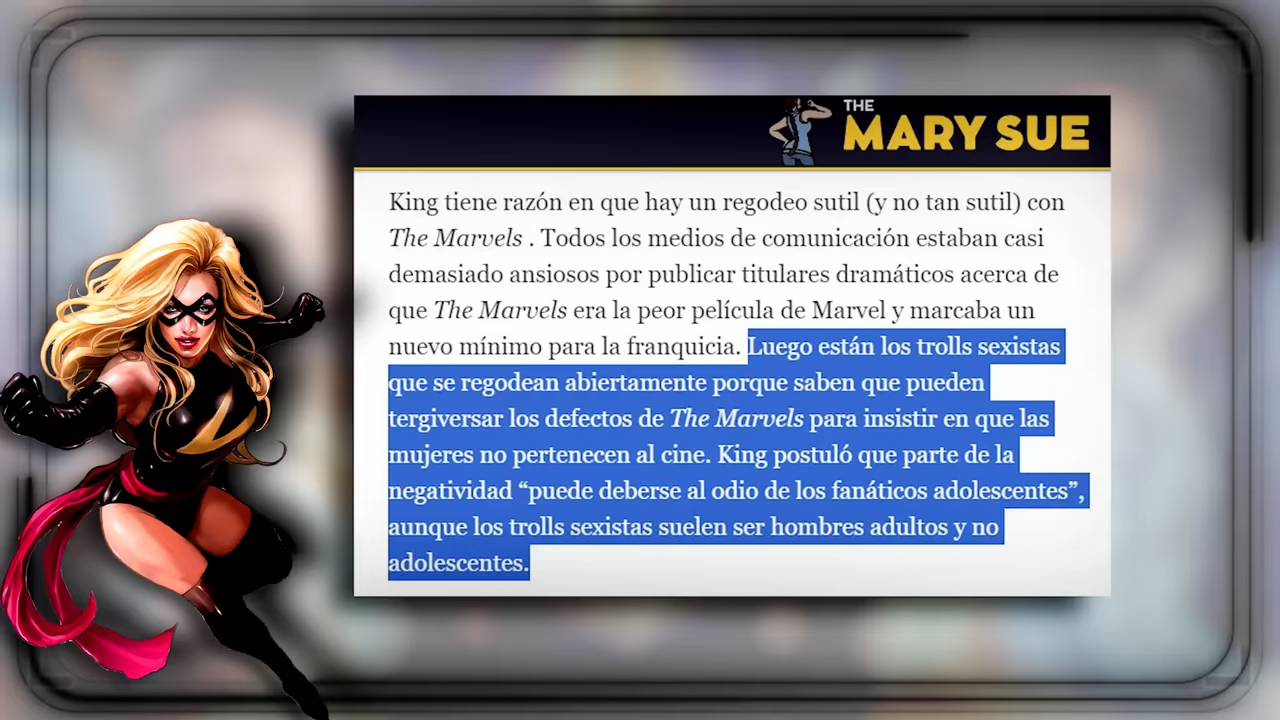 THE
MARY SUE
King tiene razón en que hay un regodeo sutil (y no tan sutil) con
The Marvels . Todos los medios de comunicación estaban casi
demasiado ansiosos por publicar titulares dramáticos acerca de
que The Marvels era la peor película de Marvel y marcaba un
nuevo mínimo para la franquicia. Luego están los trolls sexistas
que se regodean abiertamente porque saben que pueden
tergiversar los defectos de The Marvels para insistir en que las
mujeres no pertenecen al cine. King postuló que parte de la
negatividad “puede deberse al odio de los fanáticos adolescentes”,
aunque los trolls sexistas suelen ser hombres adultos y no
adolescentes.